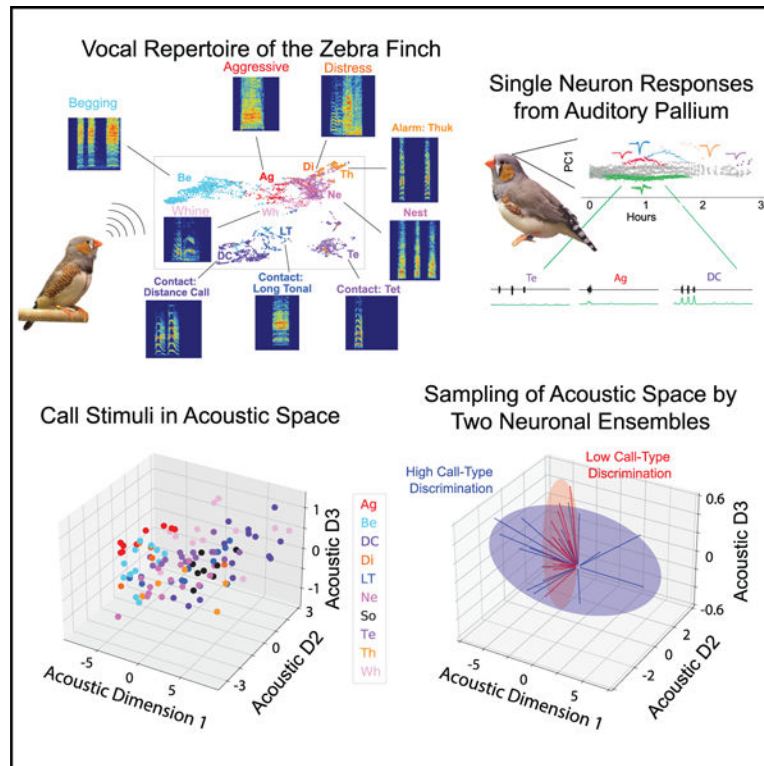 Vocal Repertoire of the Zebra Finch
Aggressive
Distress
Begging
Alarm: Thuk
Di
Th
Be
Ag
Ne
Wh
Whine
Nest
LT
DC
Te
Contact:
Distance Call
Contact:
Long Tonal
Contact: Tet
Single Neuron Responses
from Auditory Pallium
PC1
0 1 2 3
Hours
Te
Ag
DC
Call Stimuli in Acoustic Space
1
0
-1
Acoustic D3
3
0
-3
Acoustic D2
-5 0 5
Acoustic Dimension 1
Ag
Be
DC
Di
LT
Ne
So
Te
Th
Wh
Sampling of Acoustic Space by
Two Neuronal Ensembles
Low Call-Type
Discrimination
High Call-Type
Discrimination
0.6
0
-0.6
Acoustic D3
2
0
-2
Acoustic D2
-5 0 5
Acoustic Dimension 1